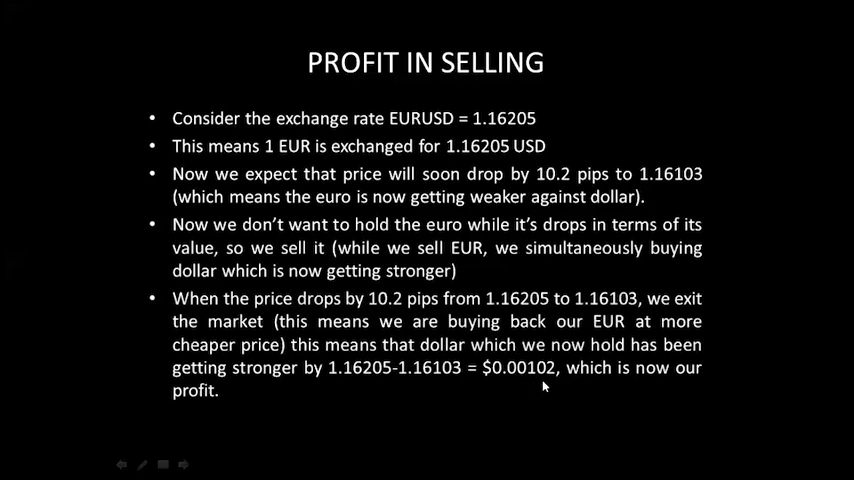 PROFIT IN SELLING
• Consider the exchange rate EURUSD = 1.16205
• This means 1 EUR is exchanged for 1.16205 USD
• Now we expect that price will soon drop by 10.2 pips to 1.16103
(which means the euro is now getting weaker against dollar).
• Now we don't want to hold the euro while it's drops in terms of its
value, so we sell it (while we sell EUR, we simultaneously buying
dollar which is now getting stronger)
• When the price drops by 10.2 pips from 1.16205 to 1.16103, we exit
the market (this means we are buying back our EUR at more
cheaper price) this means that dollar which we now hold has been
getting stronger by 1.16205-1.16103 = $0.00102, which is now our
profit.